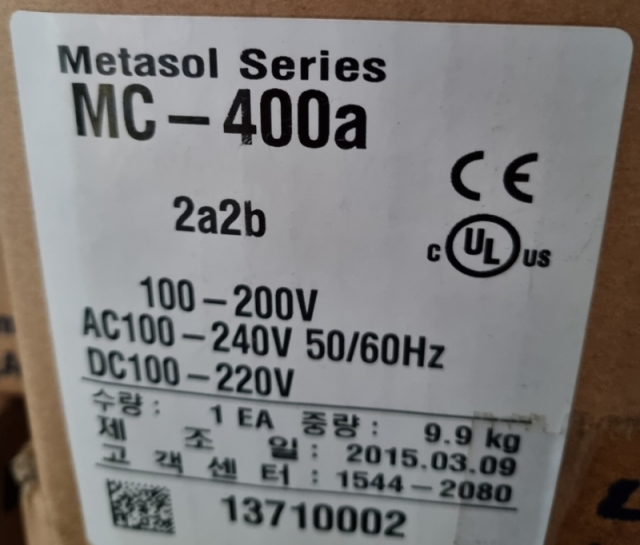 Metasol Series
MC-400a
2a2b
CE
c UL us
100-200V
AC100-240V 50/60Hz
DC100-220V
수량: 1 EA 중량: 9.9 kg
제 조 일: 2015.03.09
고객센터: 1544-2080
13710002